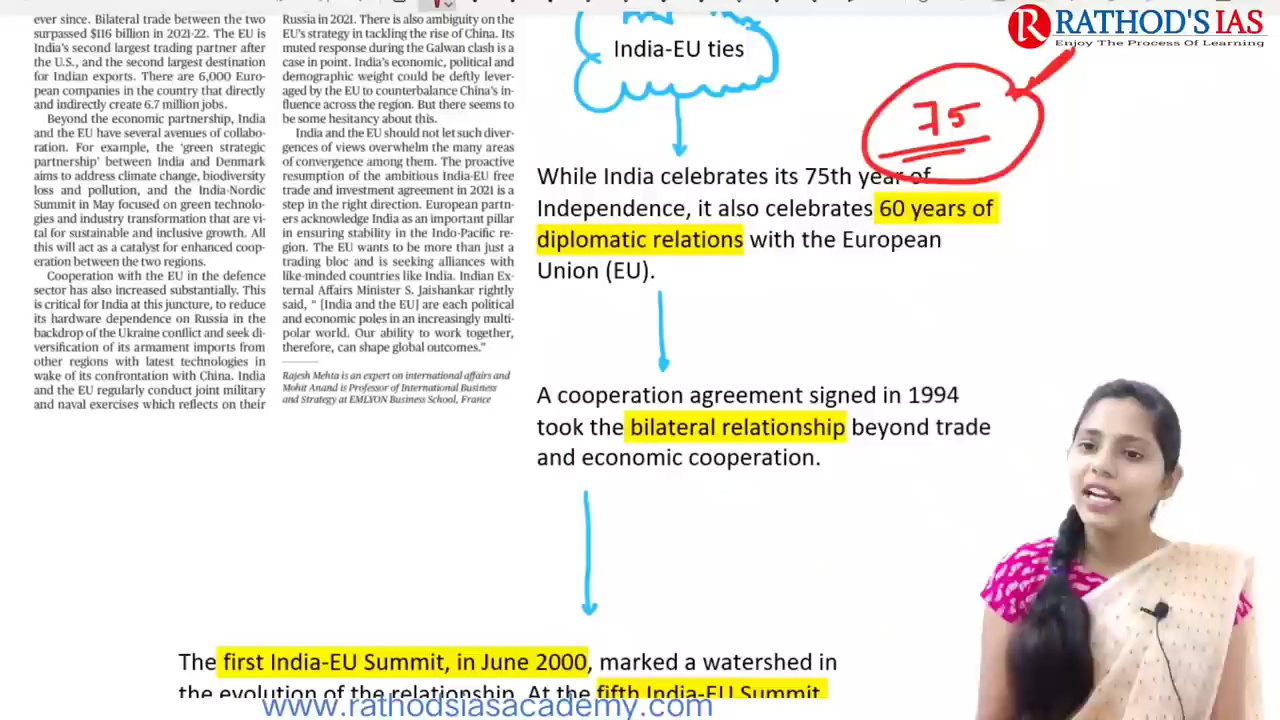 ever since. Bilateral trade between the two
surpassed $116 billion in 2021-22. The EU is
India's second largest trading partner after
the U.S., and the second largest destination
for Indian exports. There are 6,000 Euro-
pean companies in the country that directly
and indirectly create 6.7 million jobs.
Beyond the economic partnership, India
and the EU have several avenues of collabo-
ration. For example, the 'green strategic
partnership' between India and Denmark
aims to address climate change, biodiversity
loss and pollution, and the India-Nordic
Summit in May focused on green technolo-
gies and industry transformation that are vi-
tal for sustainable and inclusive growth. All
this will act as a catalyst for enhanced coop-
eration between the two regions.
Cooperation with the EU in the defence
sector has also increased substantially. This
is critical for India at this juncture, to reduce
its hardware dependence on Russia in the
backdrop of the Ukraine conflict and seek di-
versification of its armament imports from
other regions with latest technologies in
wake of its confrontation with China. India
and the EU regularly conduct joint military
and naval exercises which reflects on their
Russia in 2021. There is also ambiguity on the
EU's strategy in tackling the rise of China. Its
muted response during the Galwan clash is a
case in point. India's economic, political and
demographic weight could be deftly lever-
aged by the EU to counterbalance China's in-
fluence across the region. But there seems to
be some hesitancy about this.
India and the EU should not let such diver-
gences of views overwhelm the many areas
of convergence among them. The proactive
resumption of the ambitious India-EU free
trade and investment agreement in 2021 is a
step in the right direction. European partn-
ers acknowledge India as an important pillar
in ensuring stability in the Indo-Pacific re-
gion. The EU wants to be more than just a
trading bloc and is seeking alliances with
like-minded countries like India. Indian Ex-
ternal Affairs Minister S. Jaishankar rightly
said, " [India and the EU] are each political
and economic poles in an increasingly multi-
polar world. Our ability to work together,
therefore, can shape global outcomes."
Rajesh Mehta is an expert on international affairs and
Mohit Anand is Professor of International Business
and Strategy at EMLYON Business School, France
India-EU ties
75
While India celebrates its 75th year of
Independence, it also celebrates 60 years of
diplomatic relations with the European
Union (EU).
A cooperation agreement signed in 1994
took the bilateral relationship beyond trade
and economic cooperation.
The first India-EU Summit, in June 2000, marked a watershed in
the evolution of the relationship. At the fifth India-EU Summit
www.rathodsiasacademy.com
R RATHOD'S IAS
Enjoy The Process Of Learning